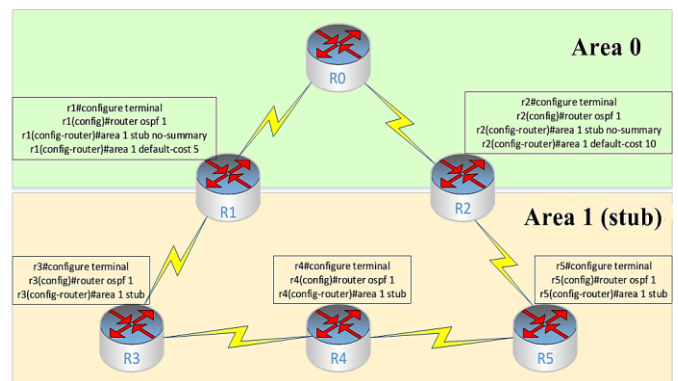 Area 0
R0
r1#configure terminal
r1(config)#router ospf 1
r1(config-router)#area 1 stub no-summary
r1(config-router)#area 1 default-cost 5
r2#configure terminal
r2(config)#router ospf 1
r2(config-router)#area 1 stub no-summary
r2(config-router)#area 1 default-cost 10
R1
R2
Area 1 (stub)
r3#configure terminal
r3(config)#router ospf 1
r3(config-router)#area 1 stub
r4#configure terminal
r4(config)#router ospf 1
r4(config-router)#area 1 stub
r5#configure terminal
r5(config)#router ospf 1
r5(config-router)#area 1 stub
R3
R4
R5